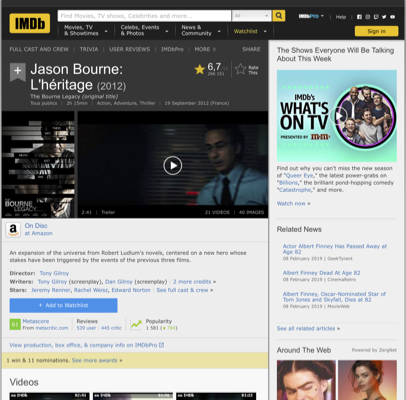 IMDb
Find Movies, TV shows, Celebrities and more...
All
IMDbPro
Help
Movies, TV
& Showtimes
Celebs, Events
& Photos
News &
Community
Watchlist
Sign in
FULL CAST AND CREW | TRIVIA | USER REVIEWS | IMDbPro | MORE
SHARE
Jason Bourne:
L'héritage (2012)
The Bourne Legacy (original title)
Tous publics | 2h 15min | Action, Adventure, Thriller | 19 September 2012 (France)
6,7
Rate
This
BOURNE LEGACY
2:41 | Trailer
21 VIDEOS | 40 IMAGES
On Disc
at Amazon
An expansion of the universe from Robert Ludlum's novels, centered on a new hero whose
stakes have been triggered by the events of the previous three films.
Director: Tony Gilroy
Writers: Tony Gilroy (screenplay), Dan Gilroy (screenplay) | 2 more credits »
Stars: Jeremy Renner, Rachel Weisz, Edward Norton | See full cast & crew »
+ Add to Watchlist
61
Metascore
From metacritic.com
Reviews
539 user | 445 critic
Popularity
View production, box office, & company info on IMDbPro
1 win & 11 nominations. See more awards »
Videos
The Shows Everyone Will Be Talking
About This Week
IMDb's
WHAT'S
ON TV
PRESENTED BY M&M'S
Find out why you can't miss the new season
of "Queer Eye," the latest power-grabs on
"Billions," the brilliant pond-hopping comedy
"Catastrophe," and more.
Watch now »
Related News
Actor Albert Finney Has Passed Away at
Age 82
08 February 2019 | GeekTyrant
Albert Finney Dead At Age 82
08 February 2019 | CinemaRetro
Albert Finney, Oscar-Nominated Star of
Tom Jones and Skyfall, Dies at 82
08 February 2019 | MovieWeb
See all related articles »
Around The Web
Powered by ZergNet